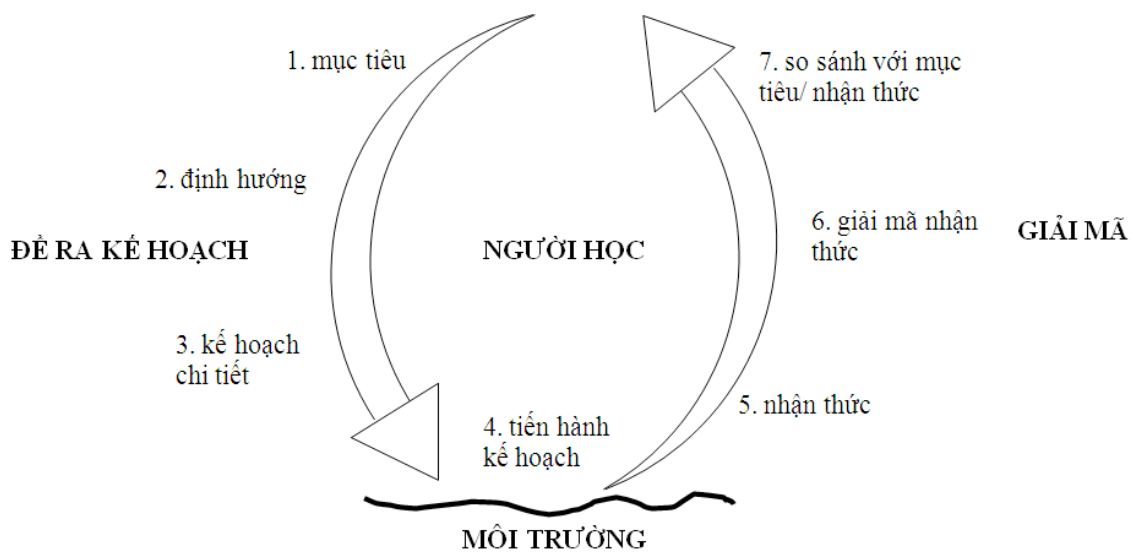 1. mục tiêu
2. định hướng
ĐỀ RA KẾ HOẠCH
3. kế hoạch
chi tiết
NGƯỜI HỌC
4. tiến hành
kế hoạch
MÔI TRƯỜNG
5. nhận thức
6. giải mã nhận
thức
GIẢI MÃ
7. so sánh với mục
tiêu/ nhận thức